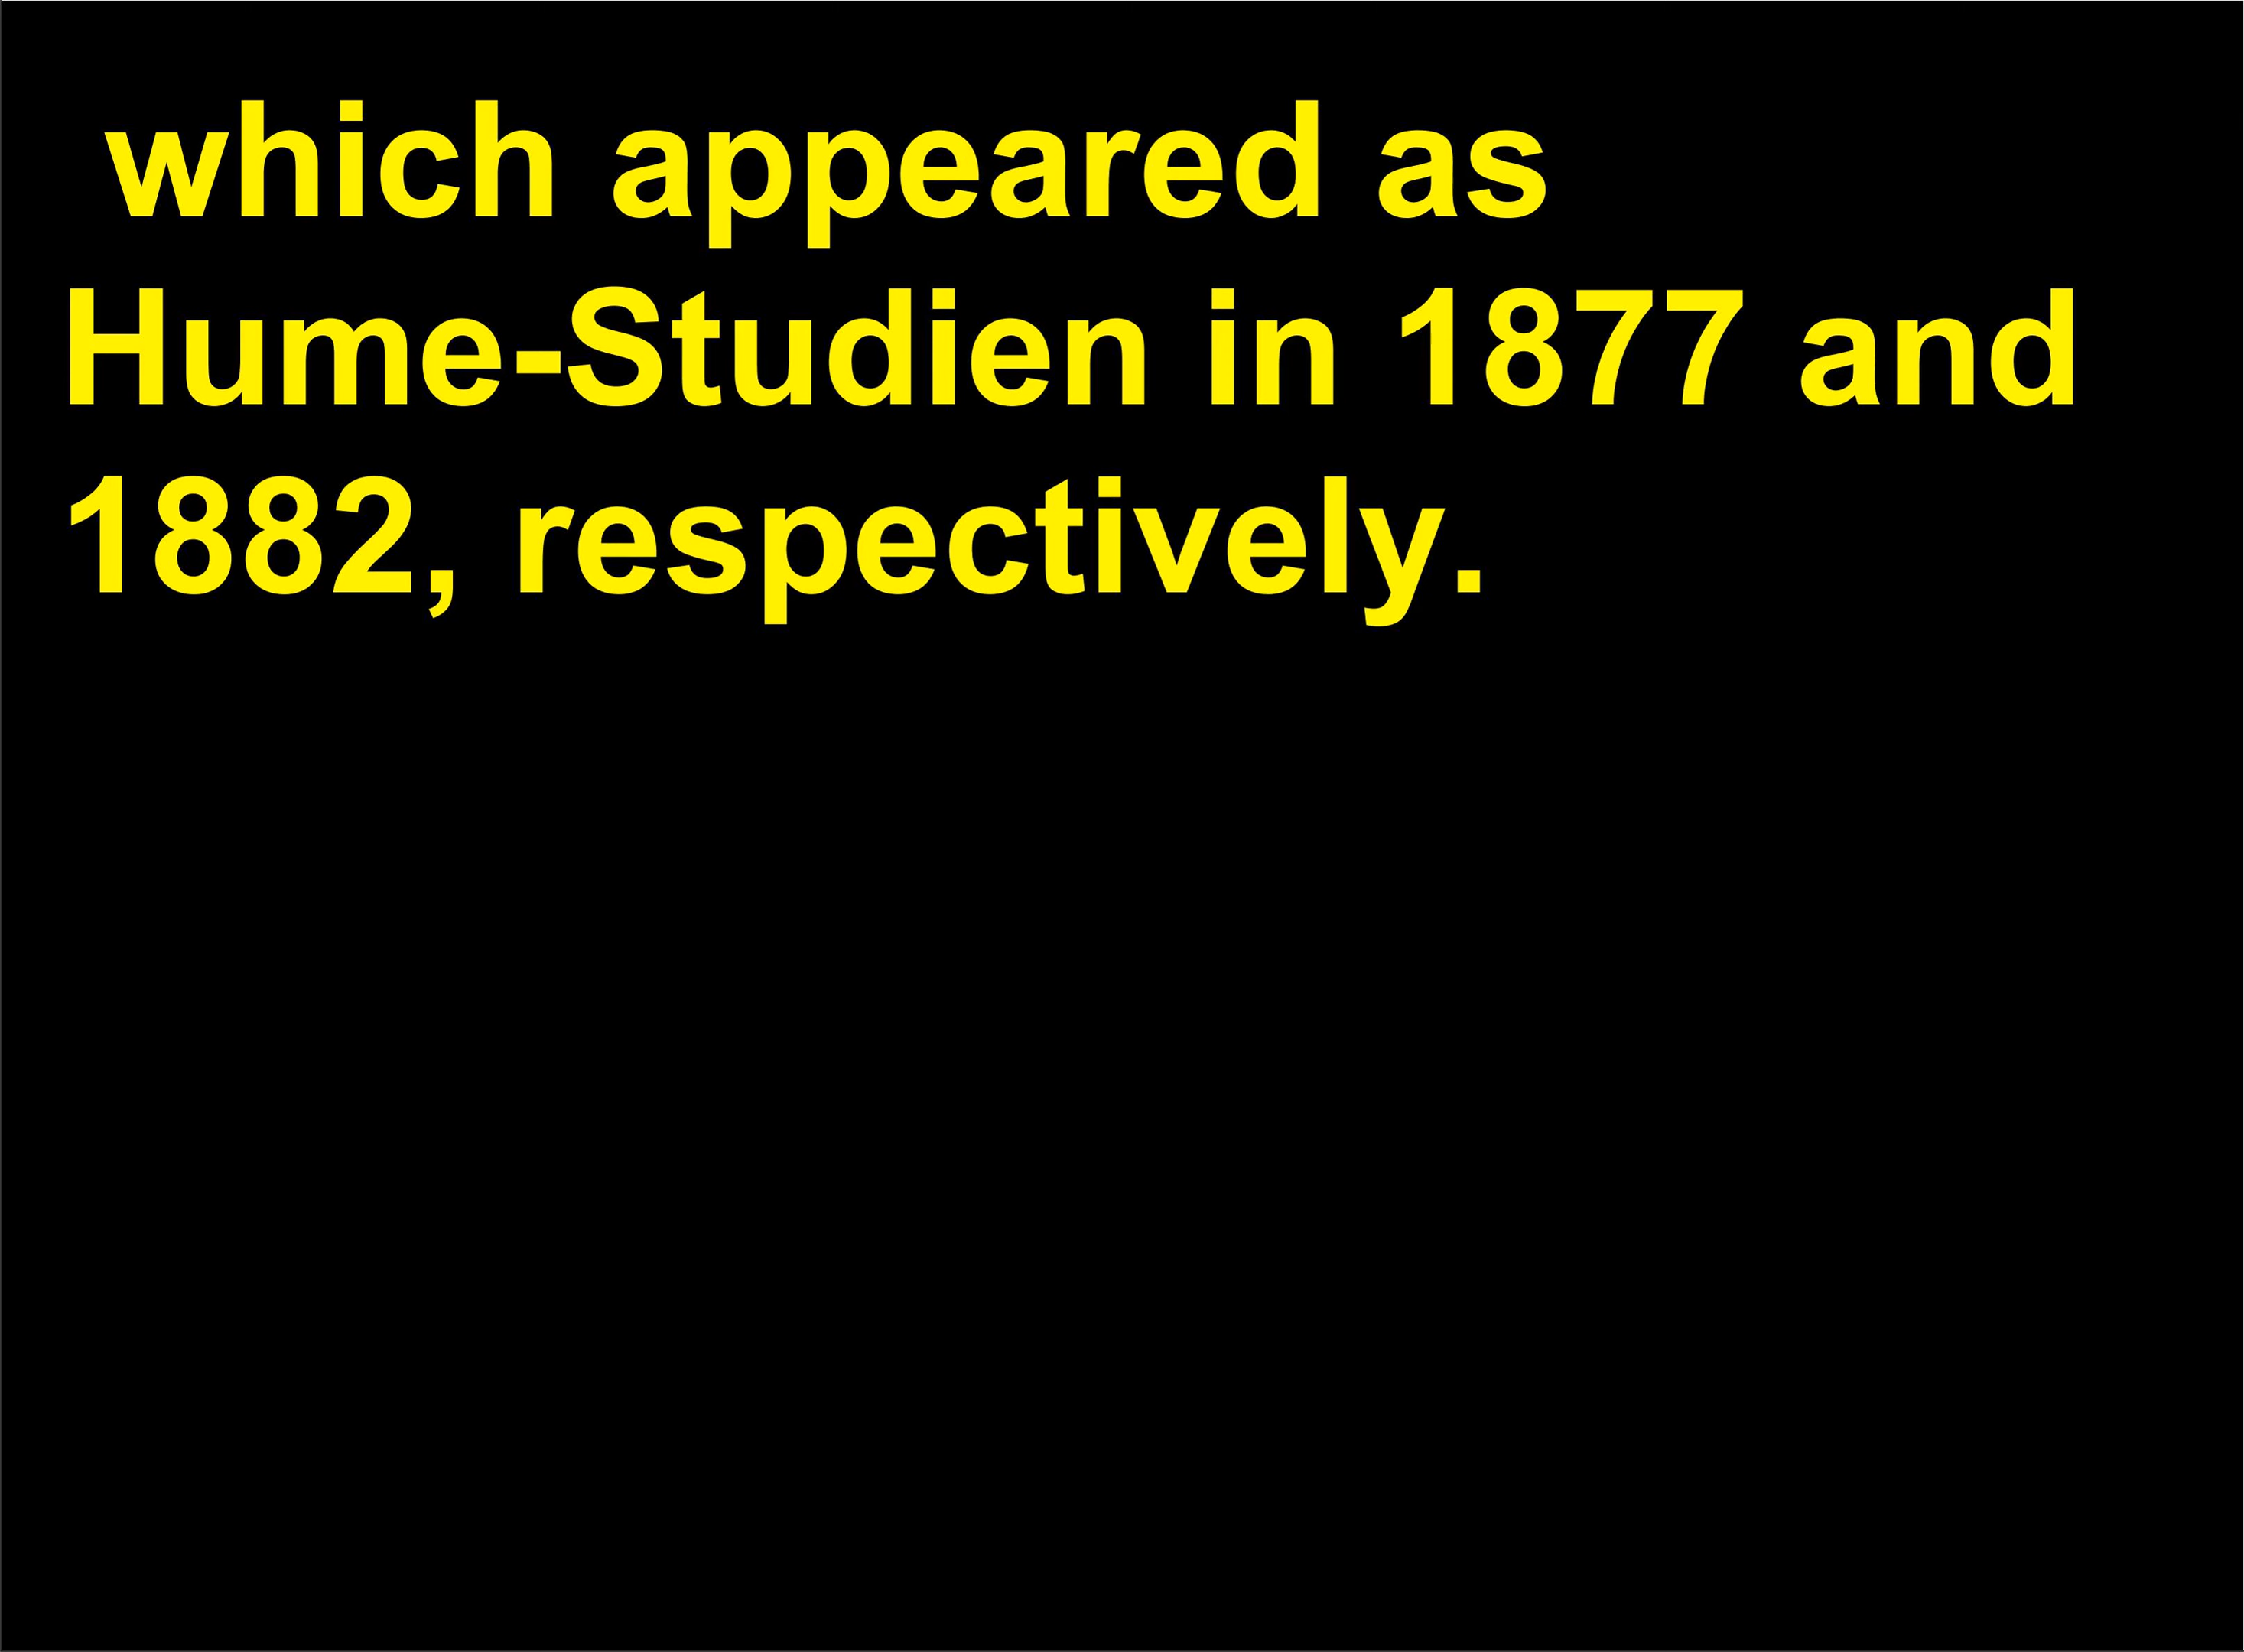 which appeared as
Hume-Studien in 1877 and
1882, respectively.